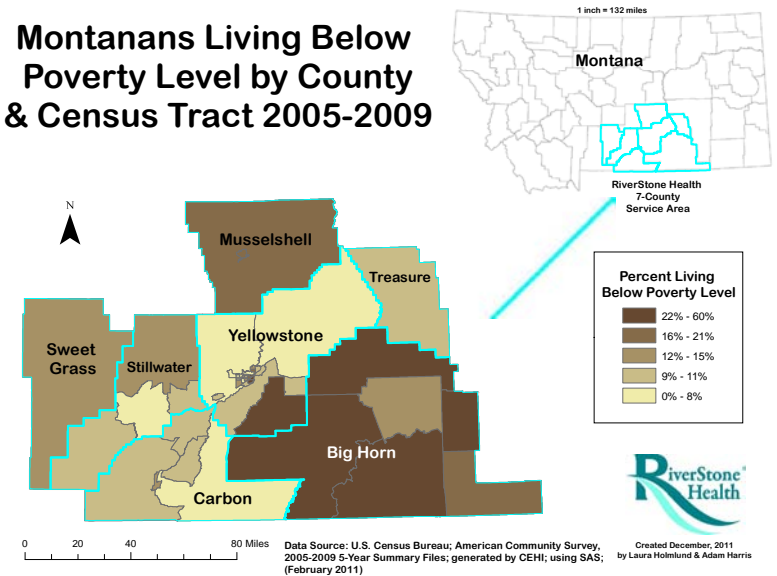 Montanans Living Below
Poverty Level by County
& Census Tract 2005-2009
1 inch = 132 miles
Montana
RiverStone Health
7-County
Service Area
N
Musselshell
Treasure
Yellowstone
Sweet
Grass
Stillwater
Big Horn
Carbon
Percent Living
Below Poverty Level
22% - 60%
16% - 21%
12% - 15%
9% - 11%
0% - 8%
RiverStone®
Health
0 20 40 80 Miles
Data Source: U.S. Census Bureau; American Community Survey,
2005-2009 5-Year Summary Files; generated by CEHI; using SAS;
(February 2011)
Created December, 2011
by Laura Holmlund & Adam Harris